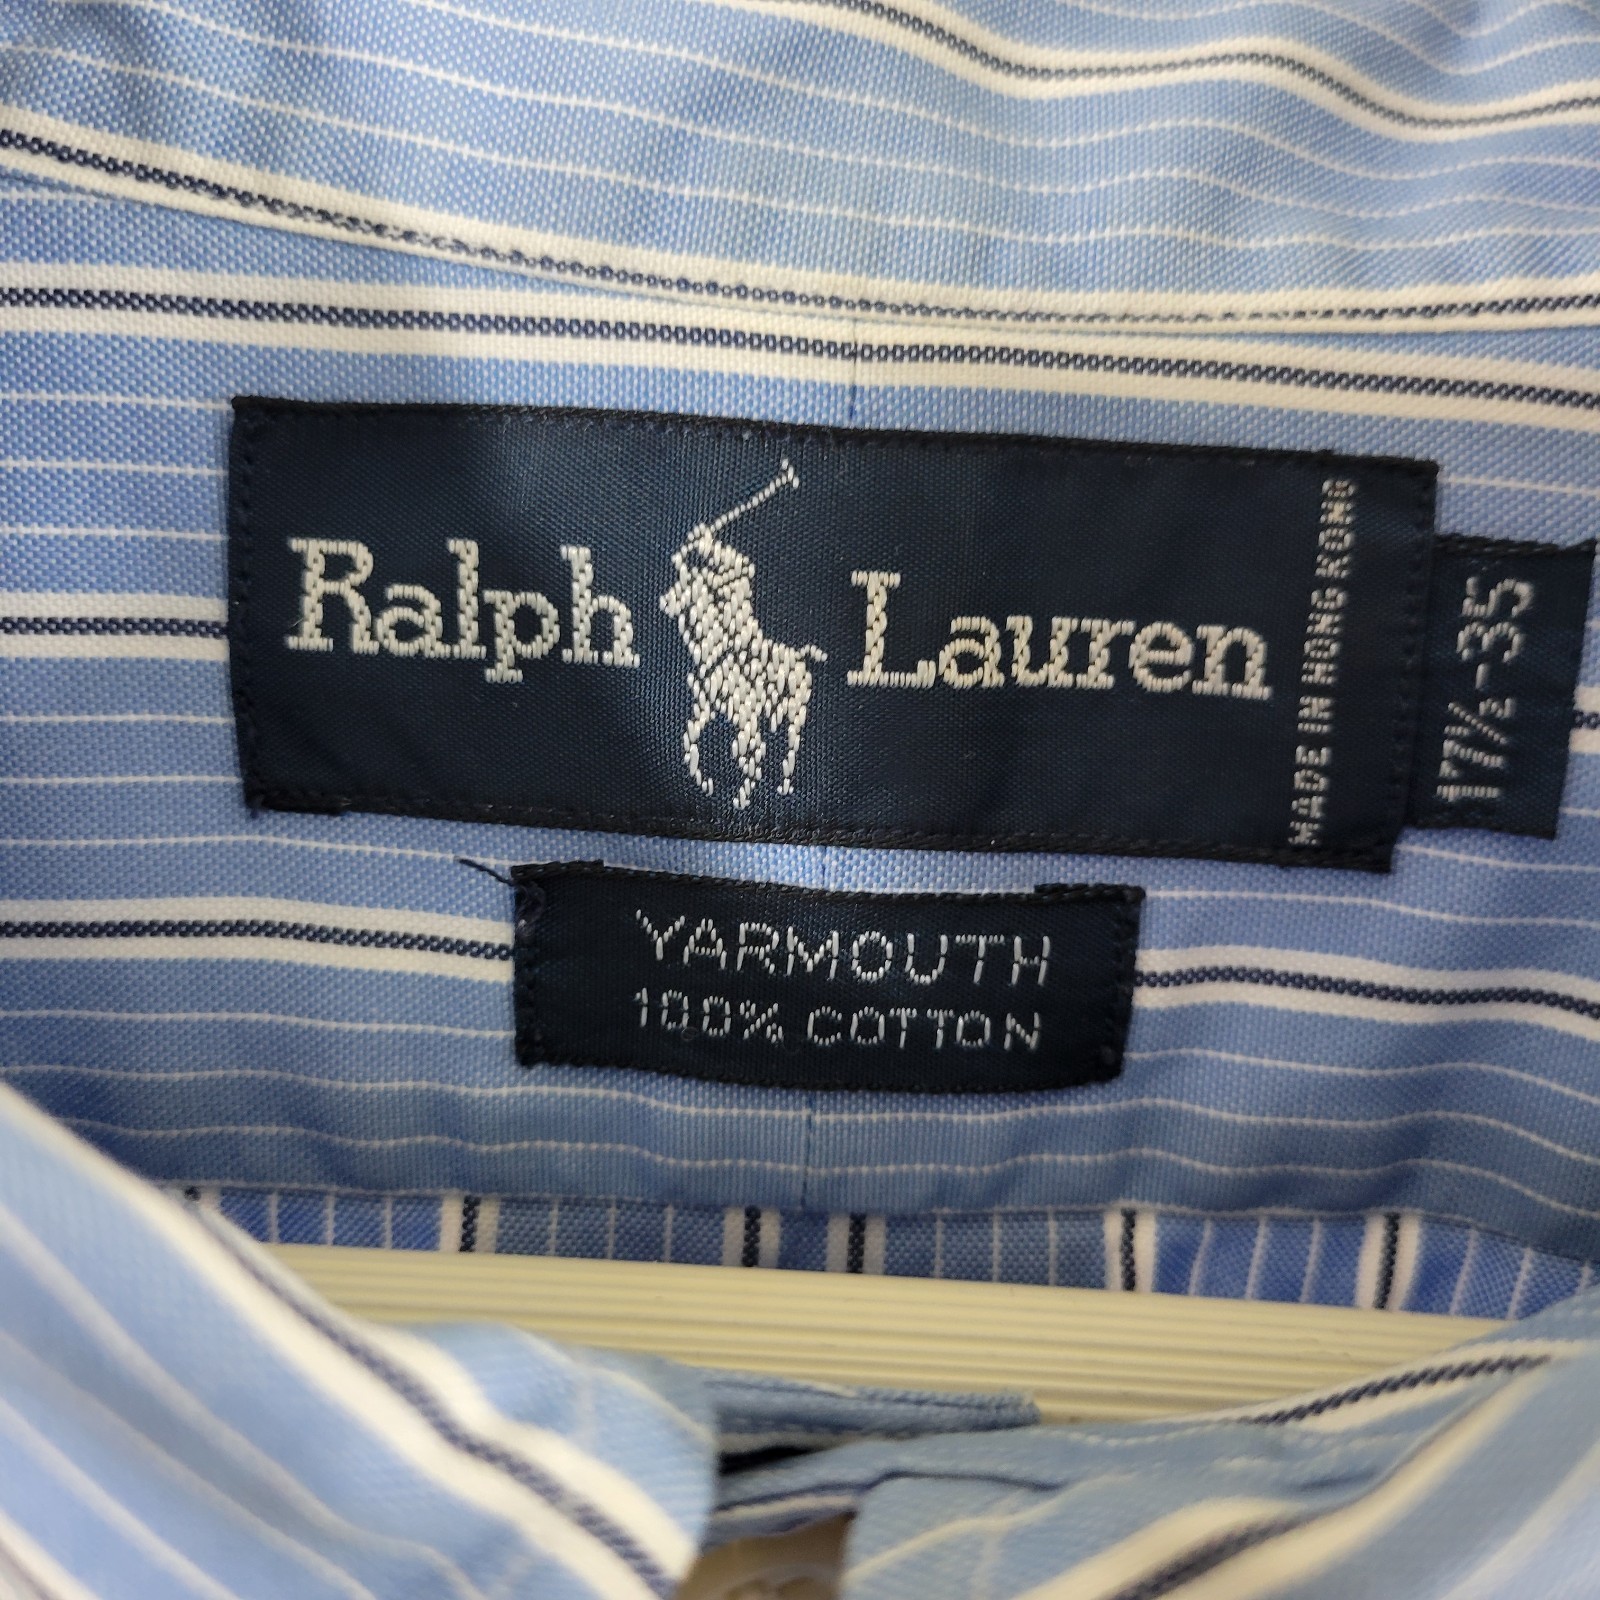 Ralph Lauren
MADE IN HONG KONG
17½-35
YARMOUTH
100% COTTON